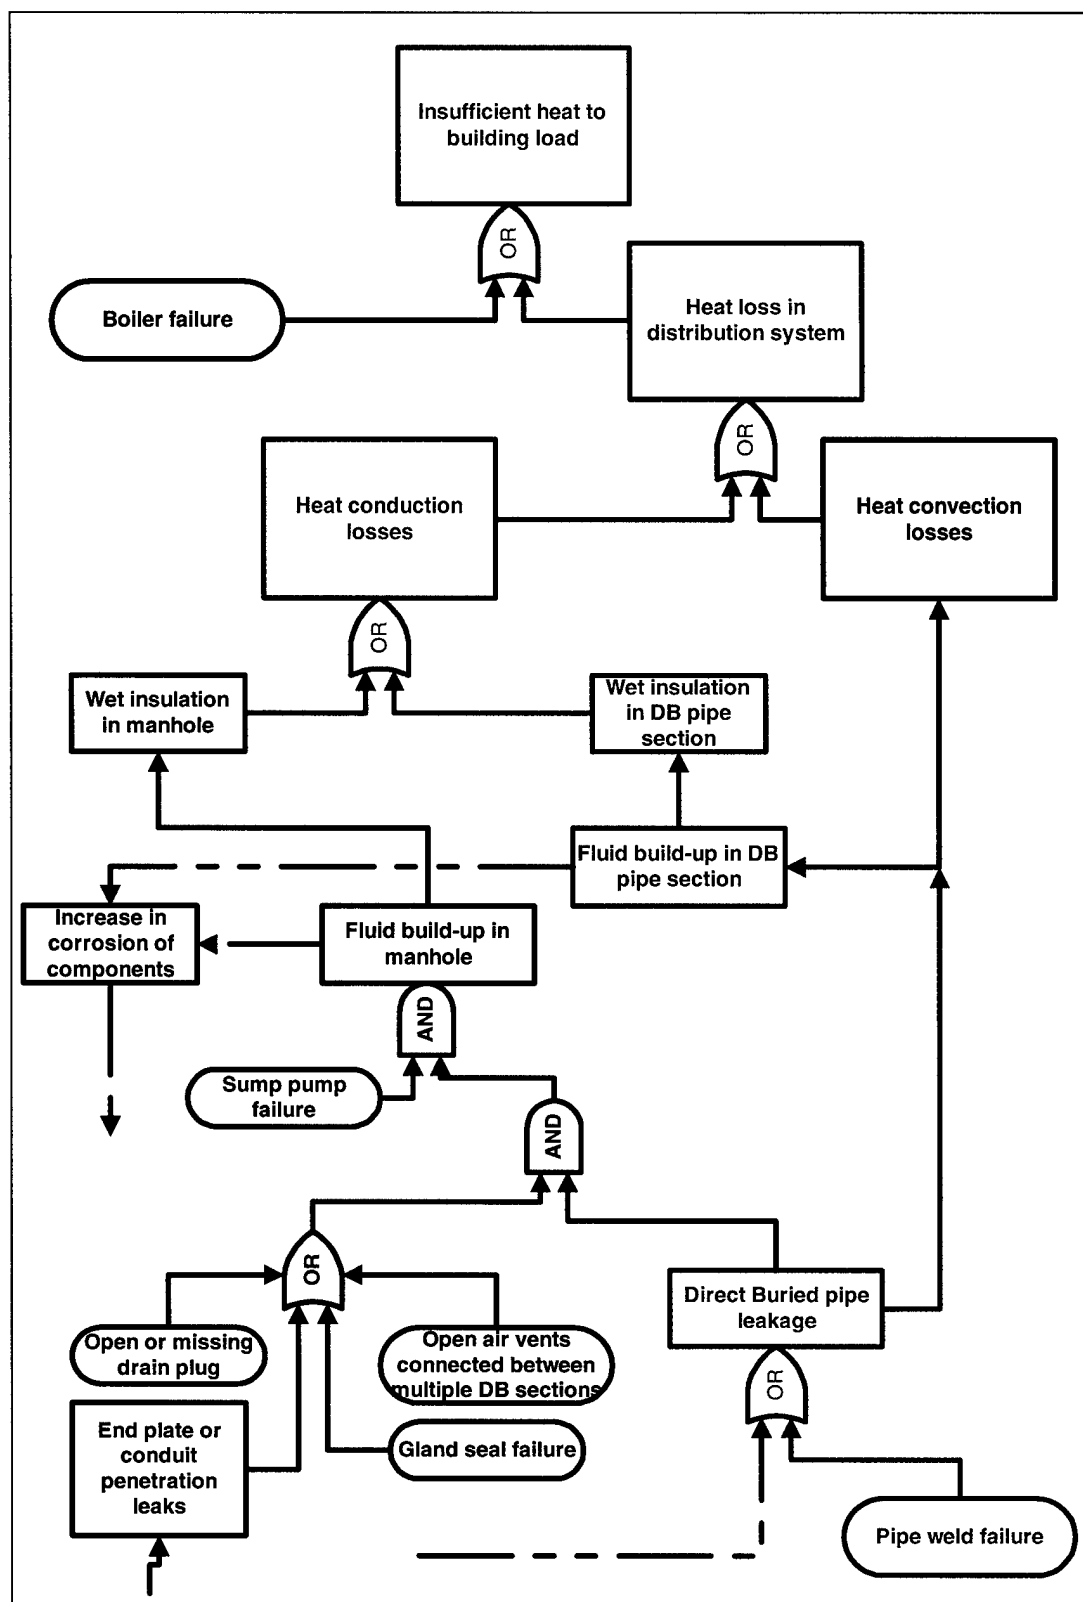 Insufficient heat to
building load
OR
Boiler failure
Heat loss in
distribution system
OR
Heat conduction
losses
Heat convection
losses
OR
Wet insulation
in manhole
Wet insulation
in DB pipe
section
Fluid build-up in DB
pipe section
Increase in
corrosion of
components
Fluid build-up in
manhole
AND
Sump pump
failure
AND
OR
Direct Buried pipe
leakage
Open or missing
drain plug
Open air vents
connected between
multiple DB sections
OR
End plate or
conduit
penetration
leaks
Gland seal failure
Pipe weld failure